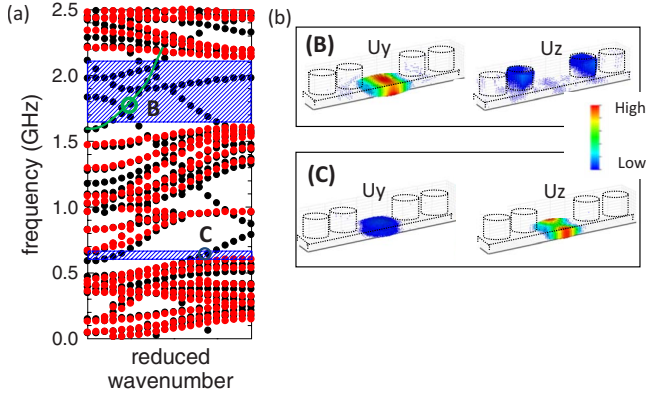 (a)
2.5
2.0
1.5
1.0
0.5
0.0
frequency (GHz)
B
C
reduced
wavenumber
(b)
(B)
Uy
Uz
High
Low
(C)
Uy
Uz